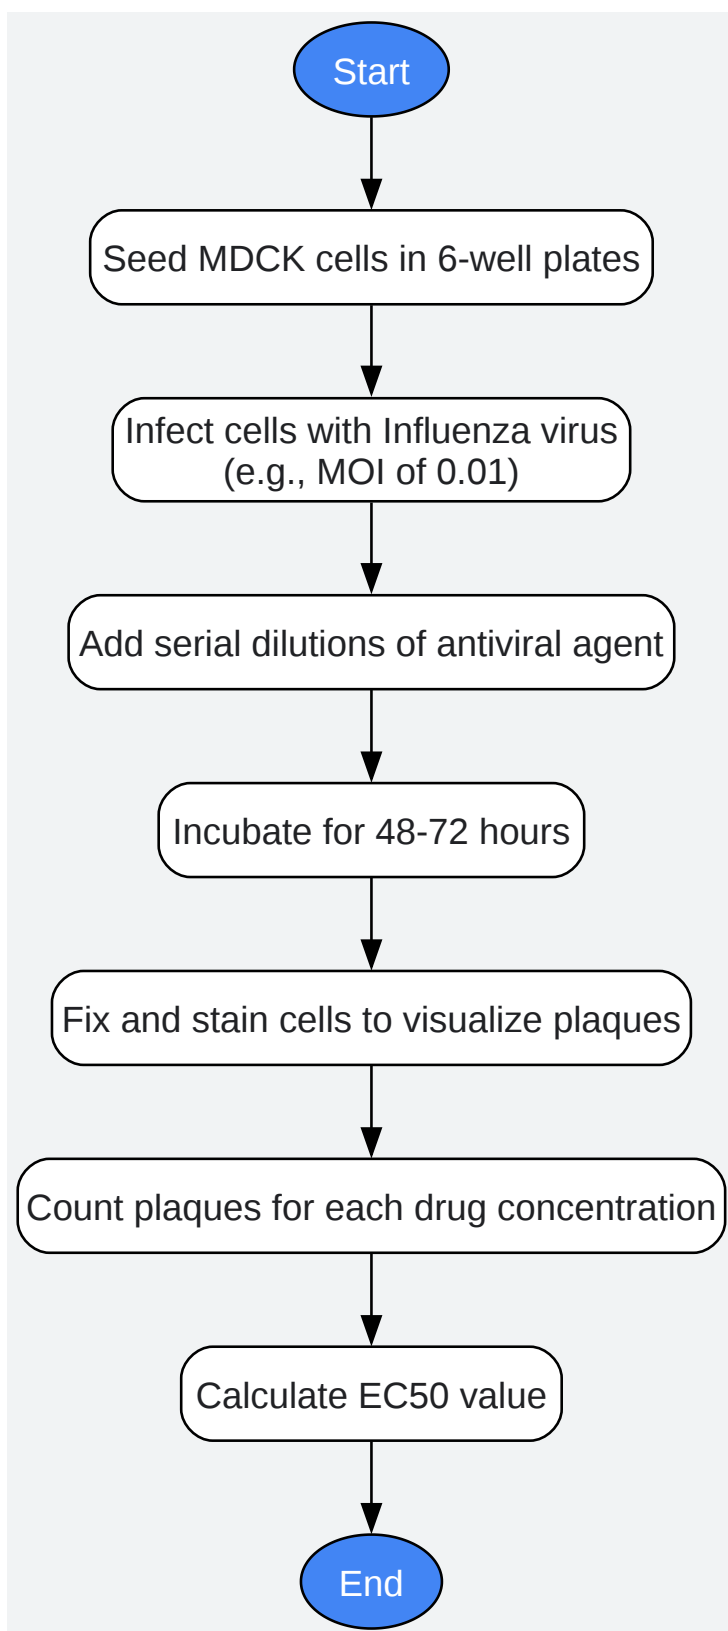 Start
Seed MDCK cells in 6-well plates
Infect cells with Influenza virus
(e.g., MOI of 0.01)
Add serial dilutions of antiviral agent
Incubate for 48-72 hours
Fix and stain cells to visualize plaques
Count plaques for each drug concentration
Calculate EC50 value
End